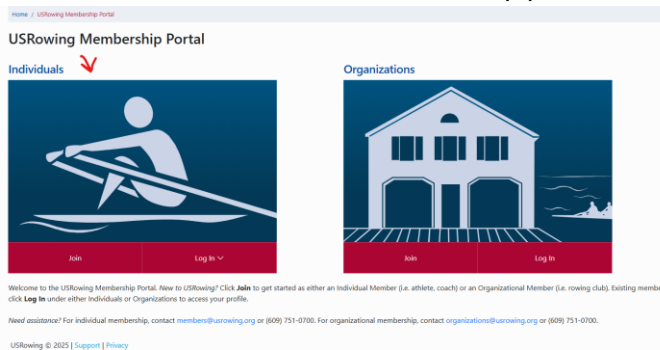 Home / USRowing Membership Portal
USRowing Membership Portal
Individuals
Organizations
Join
Log In
Join
Log In
Welcome to the USRowing Membership Portal. New to USRowing? Click Join to get started as either an Individual Member (i.e. athlete, coach) or an Organizational Member (i.e. rowing club). Existing
click Log In under either Individuals or Organizations to access your profile.
Need assistance? For individual membership, contact members@usrowing.org or (609) 751-0700. For organizational membership, contact organizations@usrowing.org or (609) 751-0700.
USRowing © 2025 | Support | Privacy